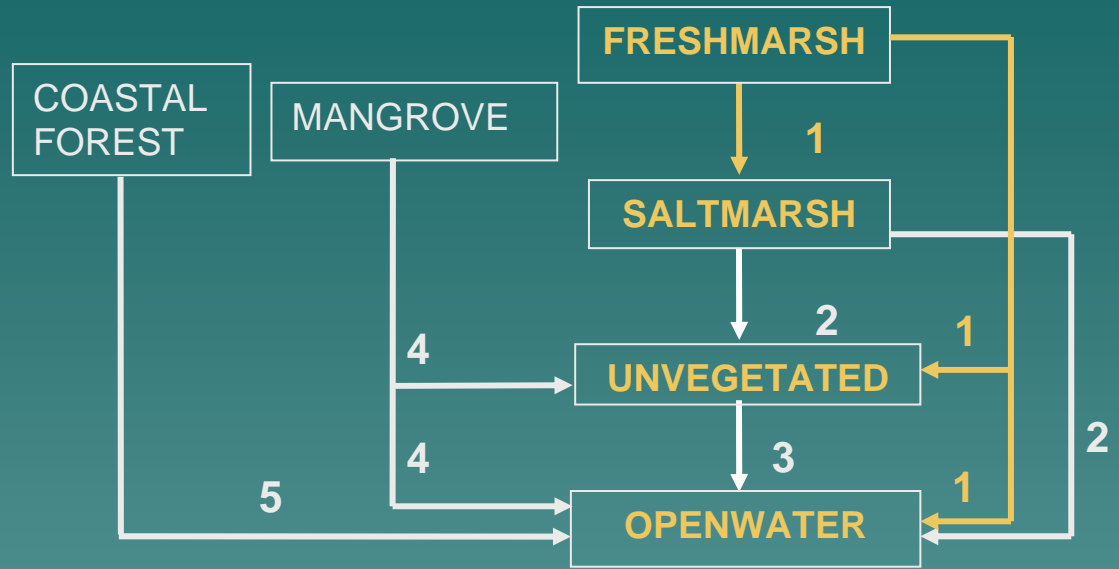 FRESHMARSH
COASTAL
FOREST
MANGROVE
1
SALTMARSH
2
1
4
UNVEGETATED
2
4
3
5
1
OPENWATER